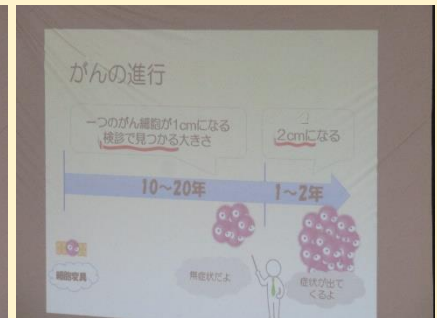 がんの進行
一つのがん細胞が1cmになる
検診で見つかる大きさ
2cmになる
10〜20年
1〜2年
細胞変異
無症状だよ
症状が出て
くるよ